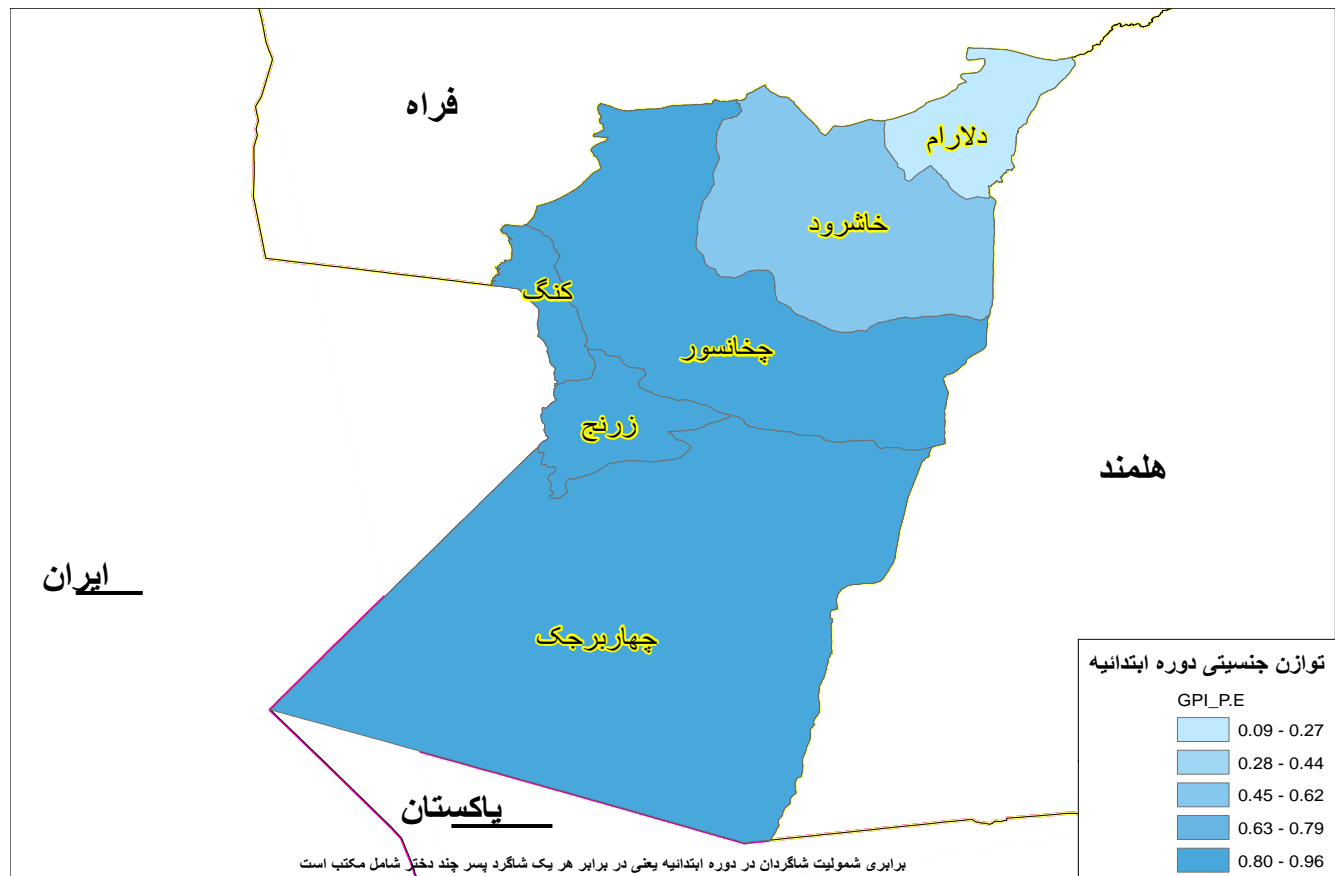 فراه
دلارام
خاشرود
کنگ
چخانسور
زرنج
هلمند
ایران
چهاربرجک
پاکستان
توازن جنسیتی دوره ابتدائیه
GPI_P.E
0.09 - 0.27
0.28 - 0.44
0.45 - 0.62
0.63 - 0.79
0.80 - 0.96
برابری شمولیت شاگردان در دوره ابتدائیه یعنی در برابر هر یک شاگرد پسر چند دختر شامل مکتب است